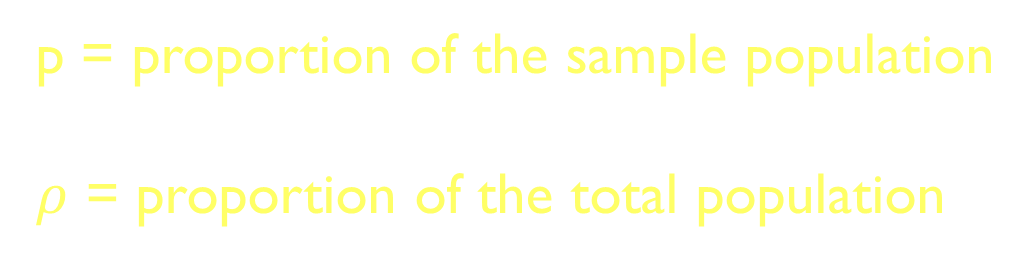 p = proportion of the sample population
ρ = proportion of the total population